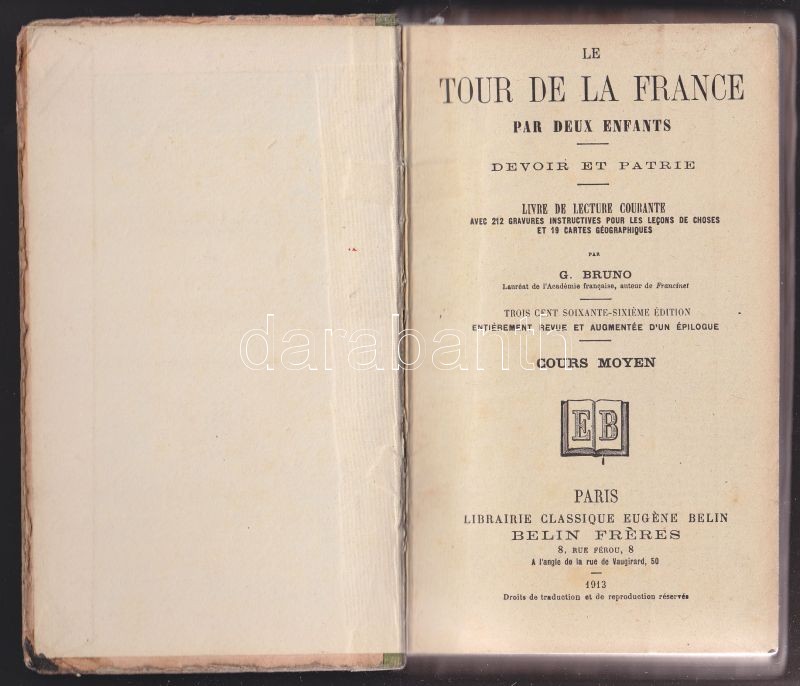 LE
TOUR DE LA FRANCE
PAR DEUX ENFANTS
DEVOIR ET PATRIE
LIVRE DE LECTURE COURANTE
AVEC 212 GRAVURES INSTRUCTIVES POUR LES LEÇONS DE CHOSES
ET 19 CARTES GÉOGRAPHIQUES
PAR
G. BRUNO
Lauréat de l'Académie française, auteur de Francinet
TROIS CENT SOIXANTE-SIXIÈME ÉDITION
ENTIÈREMENT REVUE ET AUGMENTÉE D'UN ÉPILOGUE
darabanth
COURS MOYEN
E B
PARIS
LIBRAIRIE CLASSIQUE EUGÈNE BELIN
BELIN FRÈRES
8, RUE FÉROU, 8
A l'angle de la rue de Vaugirard, 50
1913
Droits de traduction et de reproduction réservés